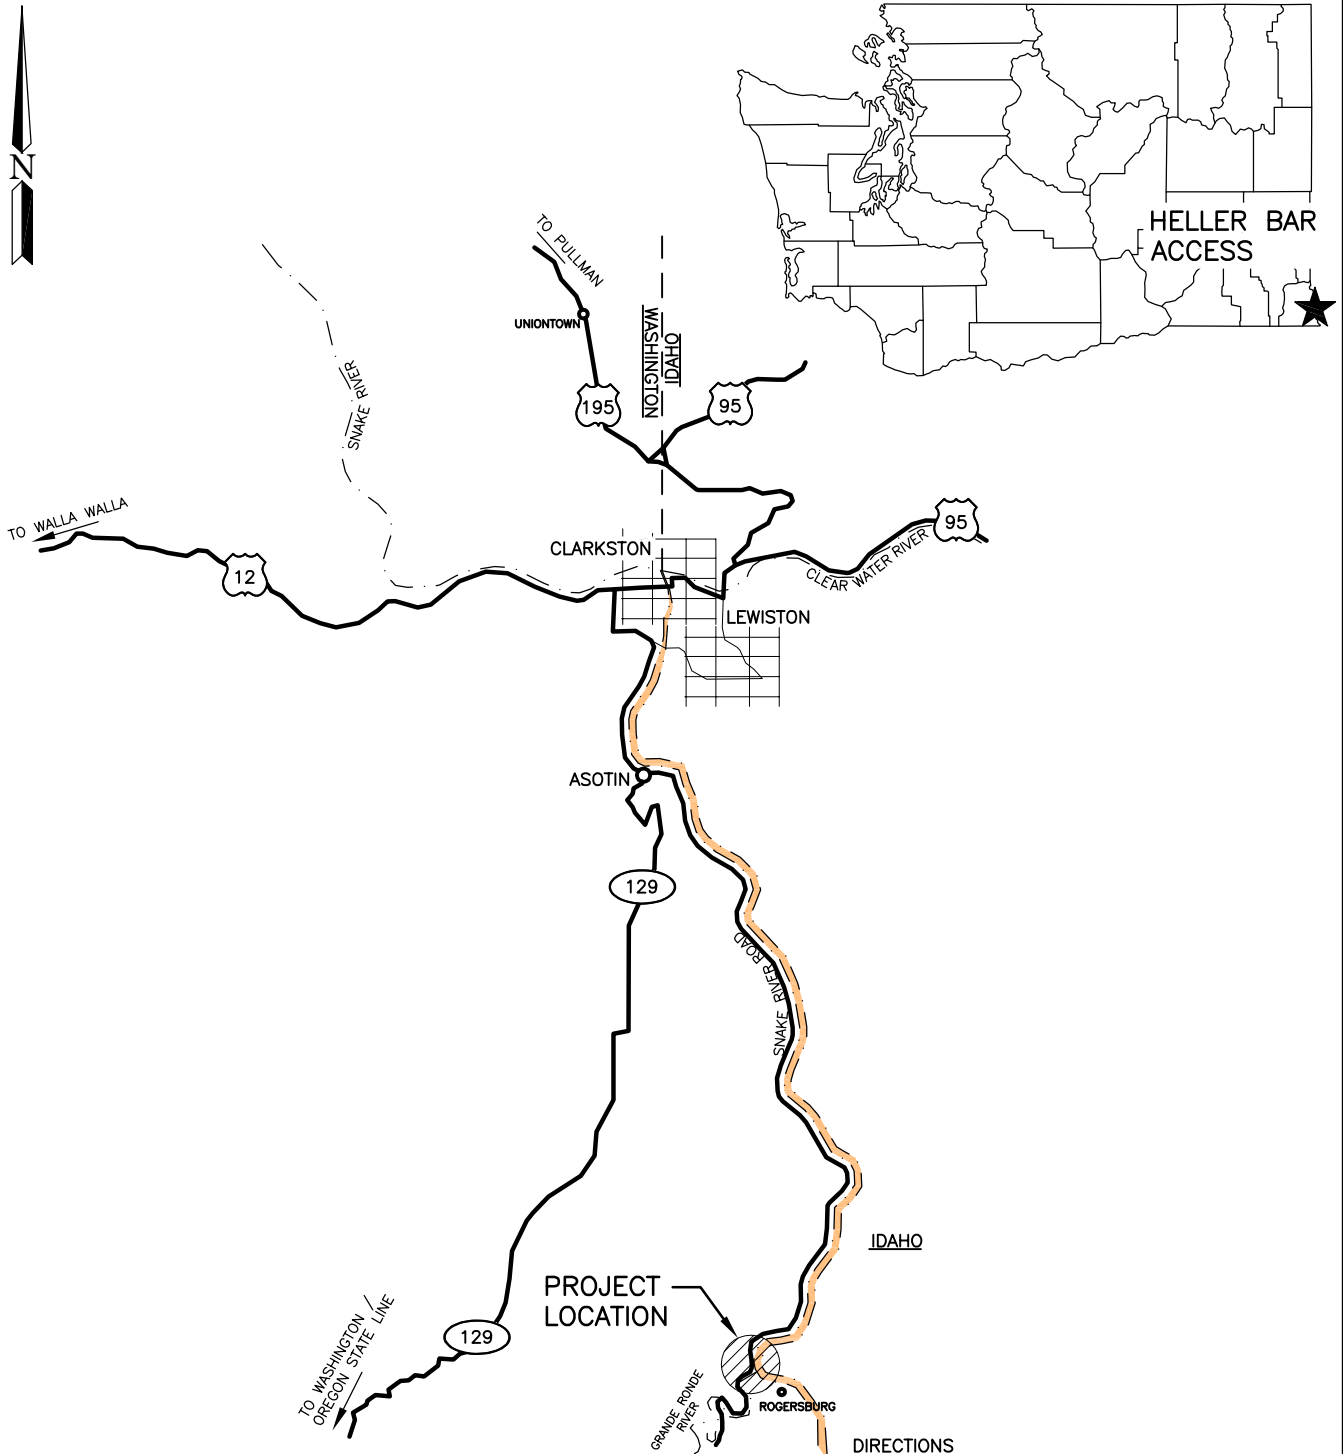 N
HELLER BAR
ACCESS
TO PULLMAN
UNIONTOWN
WASHINGTON
IDAHO
195
95
SNAKE RIVER
TO WALLA WALLA
12
CLARKSTON
95
CLEAR WATER RIVER
LEWISTON
ASOTIN
129
SNAKE RIVER ROAD
IDAHO
PROJECT
LOCATION
129
TO WASHINGTON /
OREGON STATE LINE
GRANDE RONDE
RIVER
ROGERSBURG
DIRECTIONS